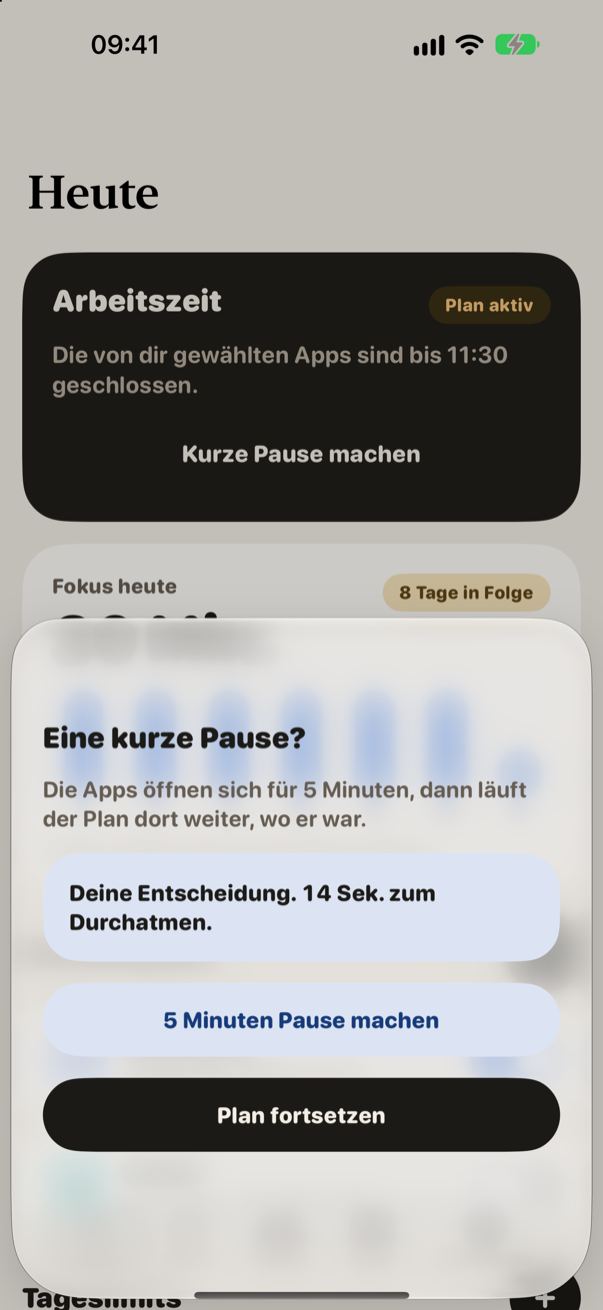 09:41
Heute
Arbeitszeit
Plan aktiv
Die von dir gewählten Apps sind bis 11:30
geschlossen.
Kurze Pause machen
Fokus heute
8 Tage in Folge
Eine kurze Pause?
Die Apps öffnen sich für 5 Minuten, dann läuft
der Plan dort weiter, wo er war.
Deine Entscheidung. 14 Sek. zum
Durchatmen.
5 Minuten Pause machen
Plan fortsetzen
Tageslimits